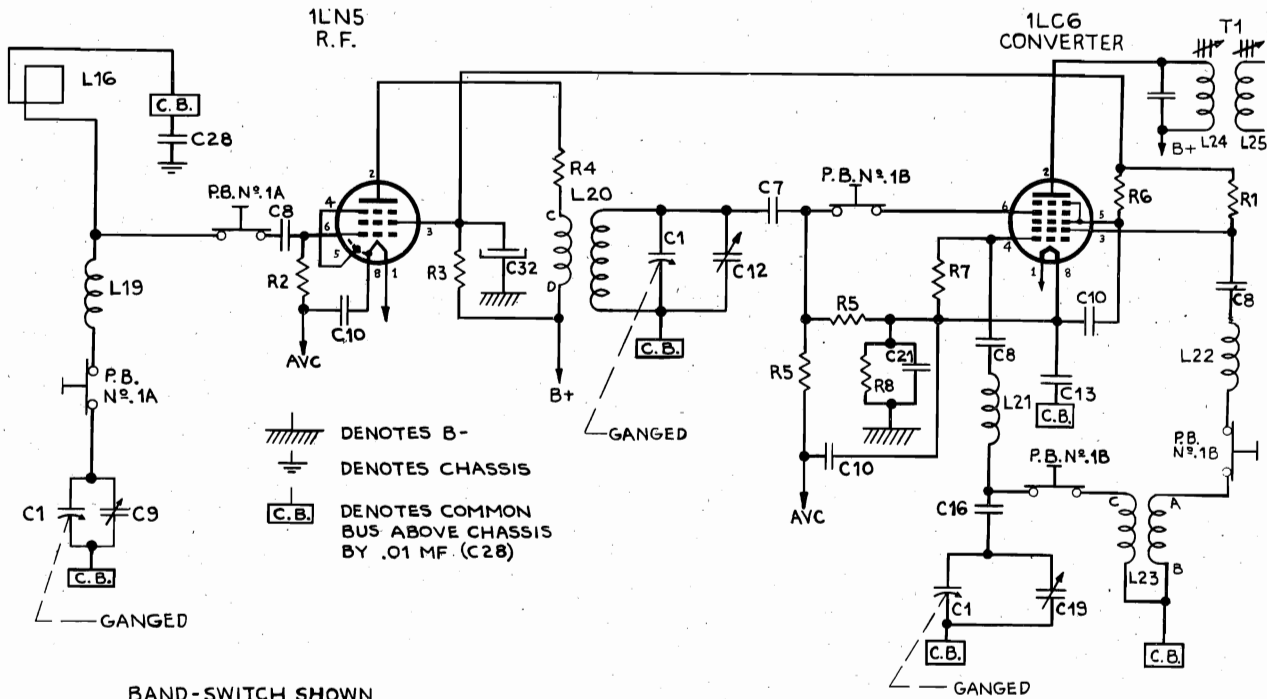 1LN5
R.F.
1LC6
CONVERTER
T1
L16
C.B.
C28
L24
L25
B+
P.B. Nº. 1A
C8
4
6
5
2
3
8
1
R2
C10
AVC
R3
C32
R4
L20
C
D
B+
C1
C12
C.B.
GANGED
C7
P.B. Nº. 1B
R5
R5
R8
C21
C10
AVC
R7
2
6
4
5
3
1
8
R6
R1
C10
C8
C8
L21
C13
C.B.
L22
P.B.
Nº. 1B
P.B. Nº. 1B
C16
C
A
B
L23
C1
C19
C.B.
C.B.
GANGED
L19
P.B.
Nº. 1A
C1
C9
C.B.
GANGED
DENOTES B-
DENOTES CHASSIS
C.B.
DENOTES COMMON
BUS ABOVE CHASSIS
BY .01 MF. (C28)
BAND-SWITCH SHOWN